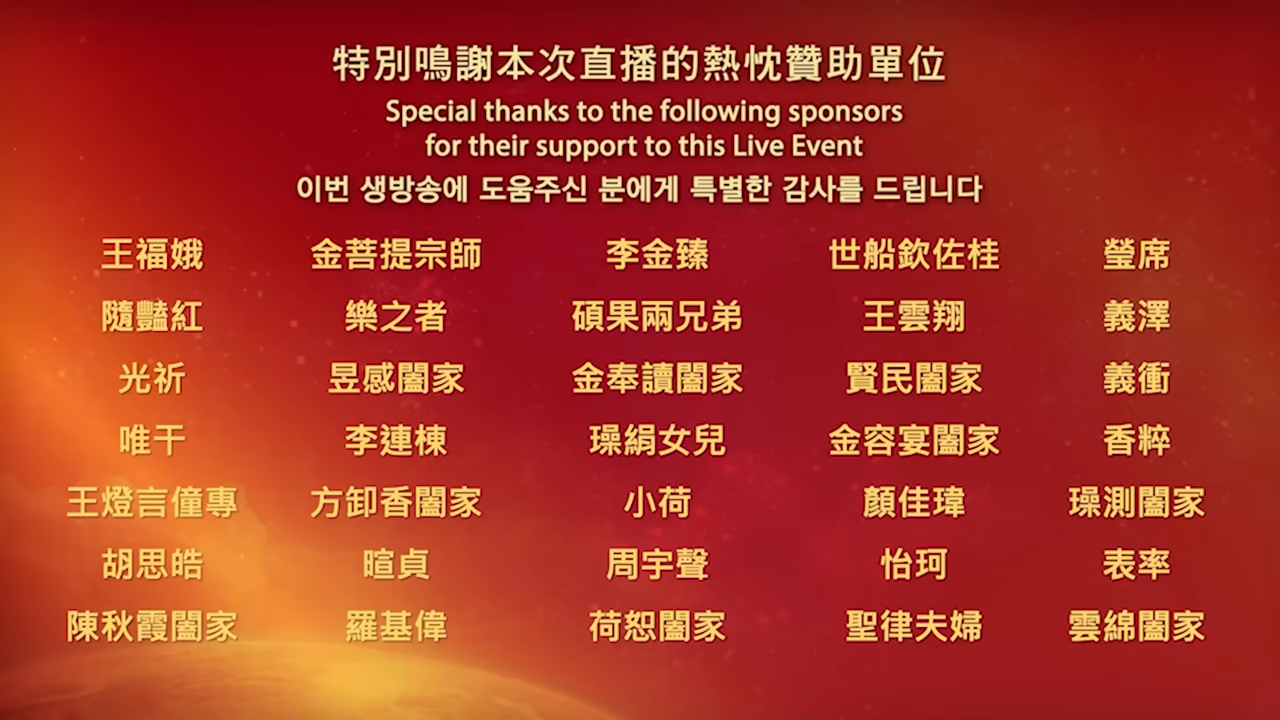 特別鳴謝本次直播的熱忱贊助單位
Special thanks to the following sponsors
for their support to this Live Event
이번 생방송에 도움주신 분에게 특별한 감사를 드립니다
王福娥 金菩提宗師 李金臻 世船欽佐桂 瑩席
隨豔紅 樂之者 碩果兩兄弟 王雲翔 義澤
光祈 昱感闔家 金奉讀闔家 賢民闔家 義衝
唯干 李連棟 璪絹女兒 金容宴闔家 香粹
王燈言僮專 方卸香闔家 小荷 顏佳瑋 璪測闔家
胡思皓 暄貞 周宇聲 怡珂 表率
陳秋霞闔家 羅基偉 荷恕闔家 聖律夫婦 雲綿闔家